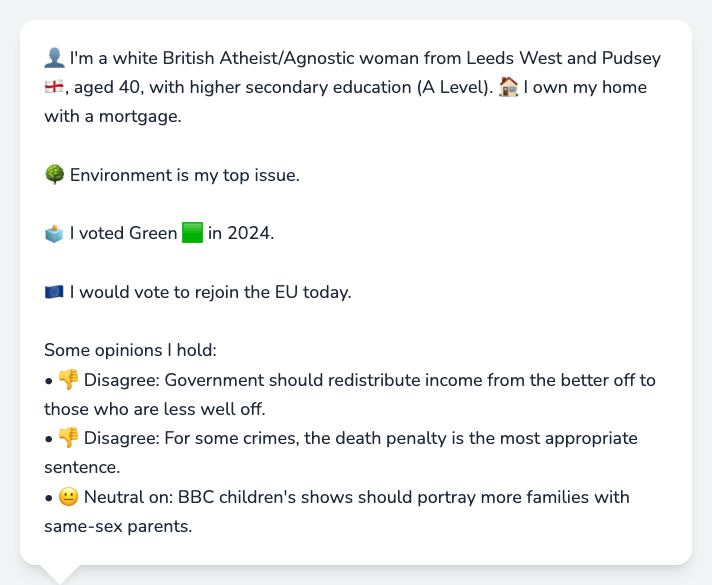 👤 I'm a white British Atheist/Agnostic woman from Leeds West and Pudsey
🏴󠁧󠁢󠁥󠁮󠁧󠁿, aged 40, with higher secondary education (A Level). 🏠 I own my home
with a mortgage.
🌳 Environment is my top issue.
🗳️ I voted Green 🟩 in 2024.
🇪🇺 I would vote to rejoin the EU today.
Some opinions I hold:
• 👎 Disagree: Government should redistribute income from the better off to
those who are less well off.
• 👎 Disagree: For some crimes, the death penalty is the most appropriate
sentence.
• 😐 Neutral on: BBC children's shows should portray more families with
same-sex parents.